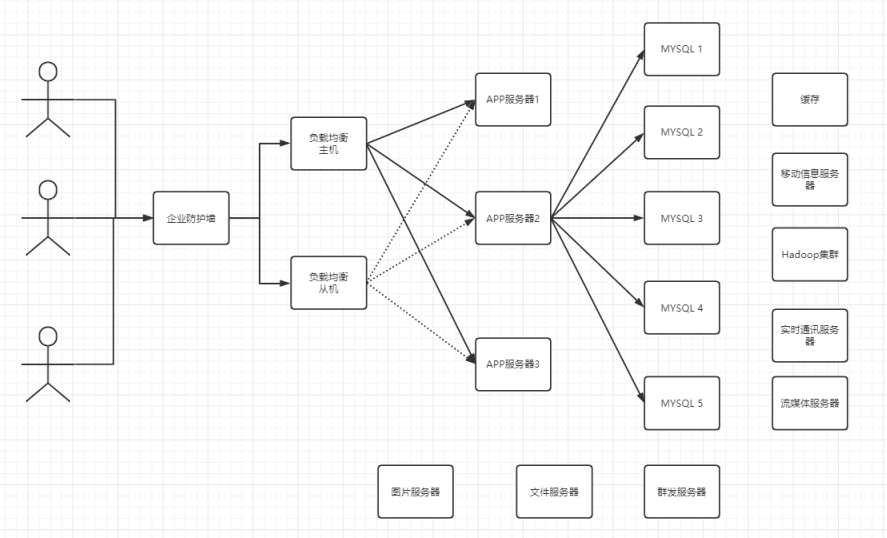 企业防护墙
负载均衡
主机
负载均衡
从机
APP服务器1
APP服务器2
APP服务器3
MYSQL 1
MYSQL 2
MYSQL 3
MYSQL 4
MYSQL 5
缓存
移动信息服务
器
Hadoop集群
实时通讯服务
器
流媒体服务器
图片服务器
文件服务器
群发服务器